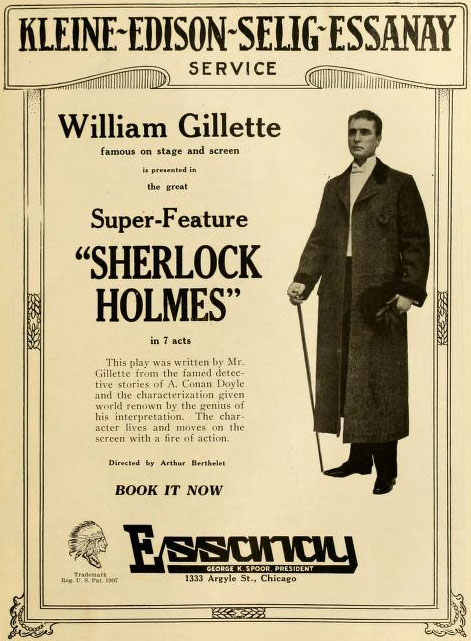 KLEINE-EDISON-SELIG-ESSANAY
SERVICE
William Gillette
famous on stage and screen
is presented in
the great
Super-Feature
"SHERLOCK
HOLMES"
in 7 acts
This play was written by Mr.
Gillette from the famed detec-
tive stories of A. Conan Doyle
and the characterization given
world renown by the genius of
his interpretation. The char-
acter lives and moves on the
screen with a fire of action.
Directed by Arthur Berthelet
BOOK IT NOW
Trademark
Reg. U. S. Pat. 1907
Essanay
GEORGE K. SPOOR, PRESIDENT
1333 Argyle St., Chicago